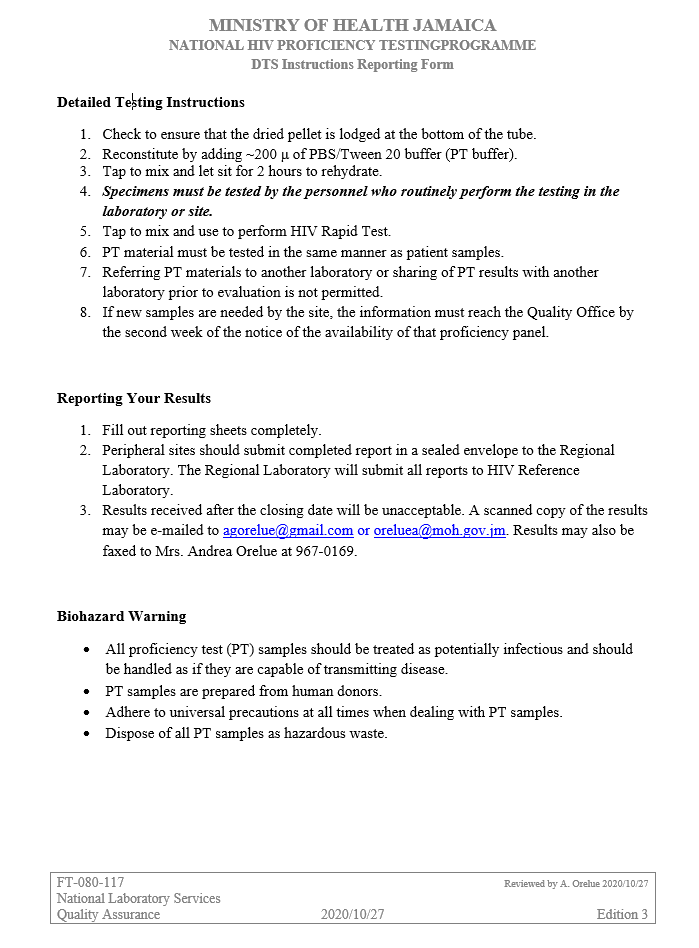 MINISTRY OF HEALTH JAMAICA
NATIONAL HIV PROFICIENCY TESTINGPROGRAMME
DTS Instructions Reporting Form
Detailed Testing Instructions
1. Check to ensure that the dried pellet is lodged at the bottom of the tube.
2. Reconstitute by adding ~200 µ of PBS/Tween 20 buffer (PT buffer).
3. Tap to mix and let sit for 2 hours to rehydrate.
4. Specimens must be tested by the personnel who routinely perform the testing in the
laboratory or site.
5. Tap to mix and use to perform HIV Rapid Test.
6. PT material must be tested in the same manner as patient samples.
7. Referring PT materials to another laboratory or sharing of PT results with another
laboratory prior to evaluation is not permitted.
8. If new samples are needed by the site, the information must reach the Quality Office by
the second week of the notice of the availability of that proficiency panel.
Reporting Your Results
1. Fill out reporting sheets completely.
2. Peripheral sites should submit completed report in a sealed envelope to the Regional
Laboratory. The Regional Laboratory will submit all reports to HIV Reference
Laboratory.
3. Results received after the closing date will be unacceptable. A scanned copy of the results
may be e-mailed to agorelue@gmail.com or oreluea@moh.gov.jm. Results may also be
faxed to Mrs. Andrea Orelue at 967-0169.
Biohazard Warning
• All proficiency test (PT) samples should be treated as potentially infectious and should
be handled as if they are capable of transmitting disease.
• PT samples are prepared from human donors.
• Adhere to universal precautions at all times when dealing with PT samples.
• Dispose of all PT samples as hazardous waste.
FT-080-117 Reviewed by A. Orelue 2020/10/27
National Laboratory Services
Quality Assurance 2020/10/27 Edition 3